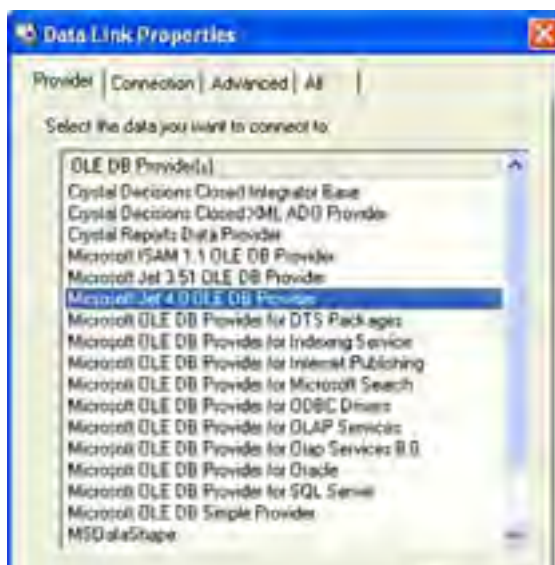 Data Link Properties
Provider Connection Advanced All
Select the data you want to connect to:
OLE DB Provider(s)
Crystal Decisions Closed Integrator Base
Crystal Decisions Closed XML ADO Provider
Crystal Reports Data Provider
Microsoft ISAM 1.1 OLE DB Provider
Microsoft Jet 3.51 OLE DB Provider
Microsoft Jet 4.0 OLE DB Provider
Microsoft OLE DB Provider for DTS Packages
Microsoft OLE DB Provider for Indexing Service
Microsoft OLE DB Provider for Internet Publishing
Microsoft OLE DB Provider for Microsoft Search
Microsoft OLE DB Provider for ODBC Drivers
Microsoft OLE DB Provider for OLAP Services
Microsoft OLE DB Provider for Olap Services 8.0
Microsoft OLE DB Provider for Oracle
Microsoft OLE DB Provider for SQL Server
Microsoft OLE DB Simple Provider
MSDataShape